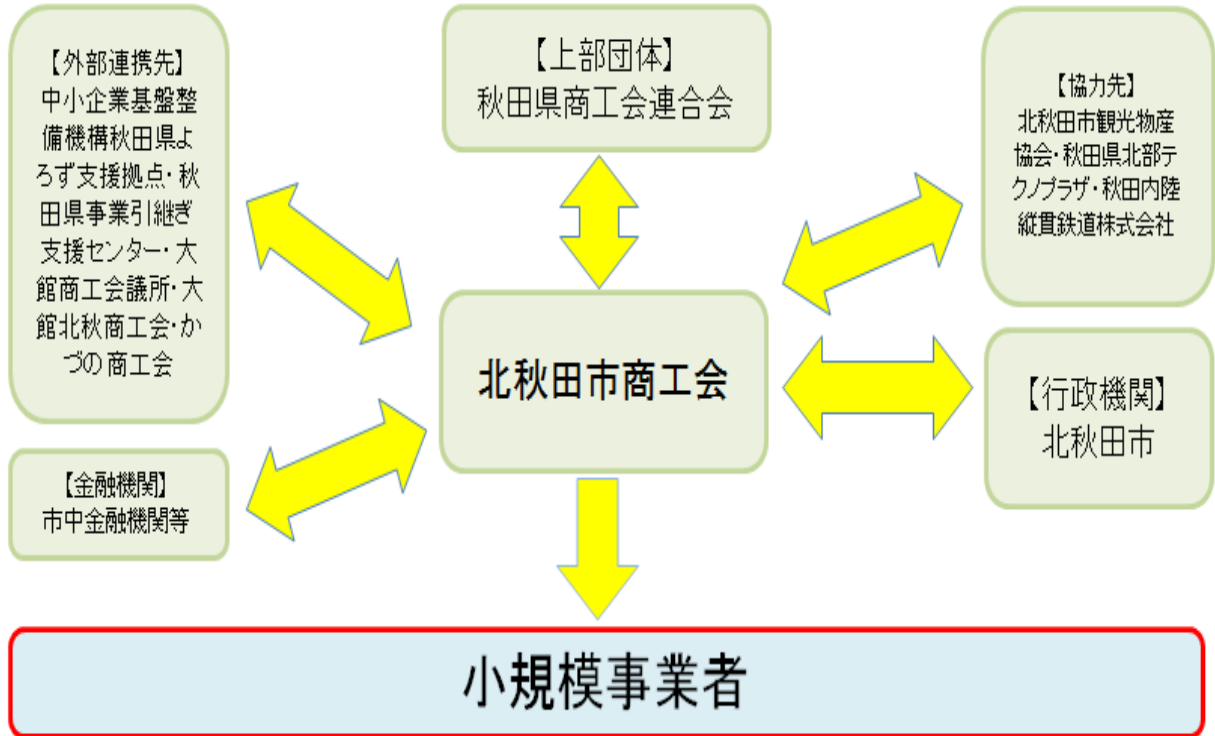 【外部連携先】
中小企業基盤整
備機構秋田県よ
ろず支援拠点・秋
田県事業引継ぎ
支援センター・大
館商工会議所・大
館北秋商工会・か
づの商工会
【上部団体】
秋田県商工会連合会
【協力先】
北秋田市観光物産
協会・秋田県北部テ
クノプラザ・秋田内陸
縦貫鉄道株式会社
北秋田市商工会
【行政機関】
北秋田市
【金融機関】
市中金融機関等
小規模事業者